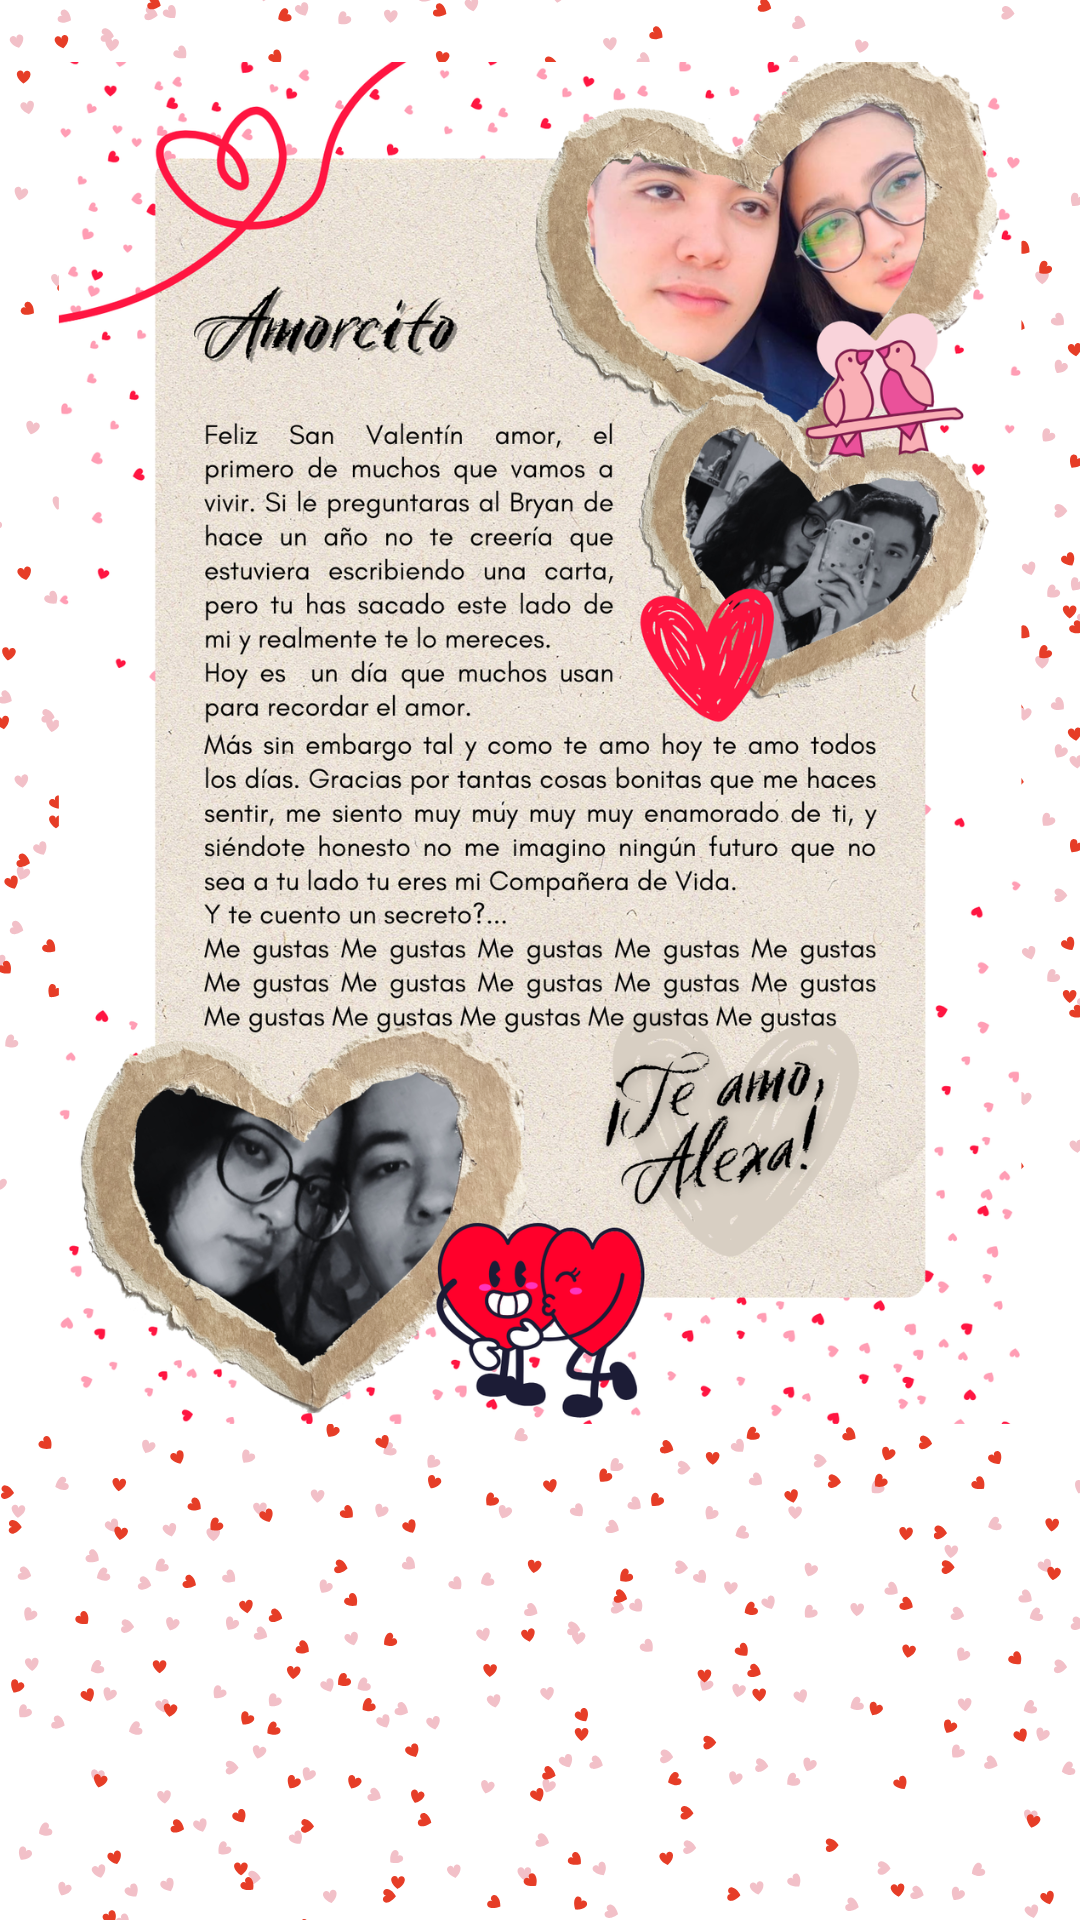 Amorcito
Feliz San Valentín amor, el
primero de muchos que vamos a
vivir. Si le preguntaras al Bryan de
hace un año no te creería que
estuviera escribiendo una carta,
pero tu has sacado este lado de
mi y realmente te lo mereces.
Hoy es un día que muchos usan
para recordar el amor.
Más sin embargo tal y como te amo hoy te amo todos
los días. Gracias por tantas cosas bonitas que me haces
sentir, me siento muy muy muy muy enamorado de ti, y
siéndote honesto no me imagino ningún futuro que no
sea a tu lado tu eres mi Compañera de Vida.
Y te cuento un secreto?...
Me gustas Me gustas Me gustas Me gustas Me gustas
Me gustas Me gustas Me gustas Me gustas Me gustas
Me gustas Me gustas Me gustas Me gustas Me gustas
¡Te amo,
Alexa!